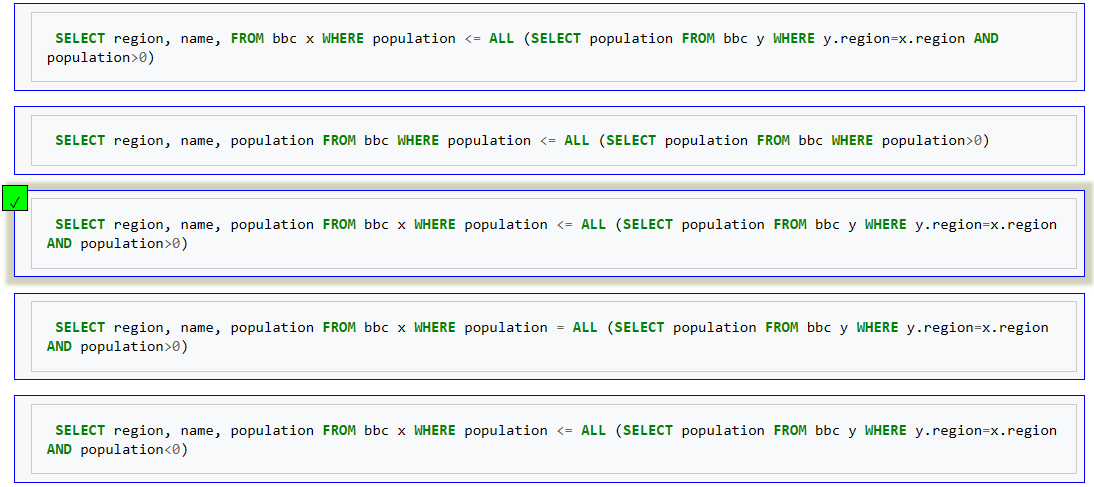 SELECT region, name, FROM bbc x WHERE population <= ALL (SELECT population FROM bbc y WHERE y.region=x.region AND
population>0)
SELECT region, name, population FROM bbc WHERE population <= ALL (SELECT population FROM bbc WHERE population>0)
✓
SELECT region, name, population FROM bbc x WHERE population <= ALL (SELECT population FROM bbc y WHERE y.region=x.region
AND population>0)
SELECT region, name, population FROM bbc x WHERE population = ALL (SELECT population FROM bbc y WHERE y.region=x.region
AND population>0)
SELECT region, name, population FROM bbc x WHERE population <= ALL (SELECT population FROM bbc y WHERE y.region=x.region
AND population<0)